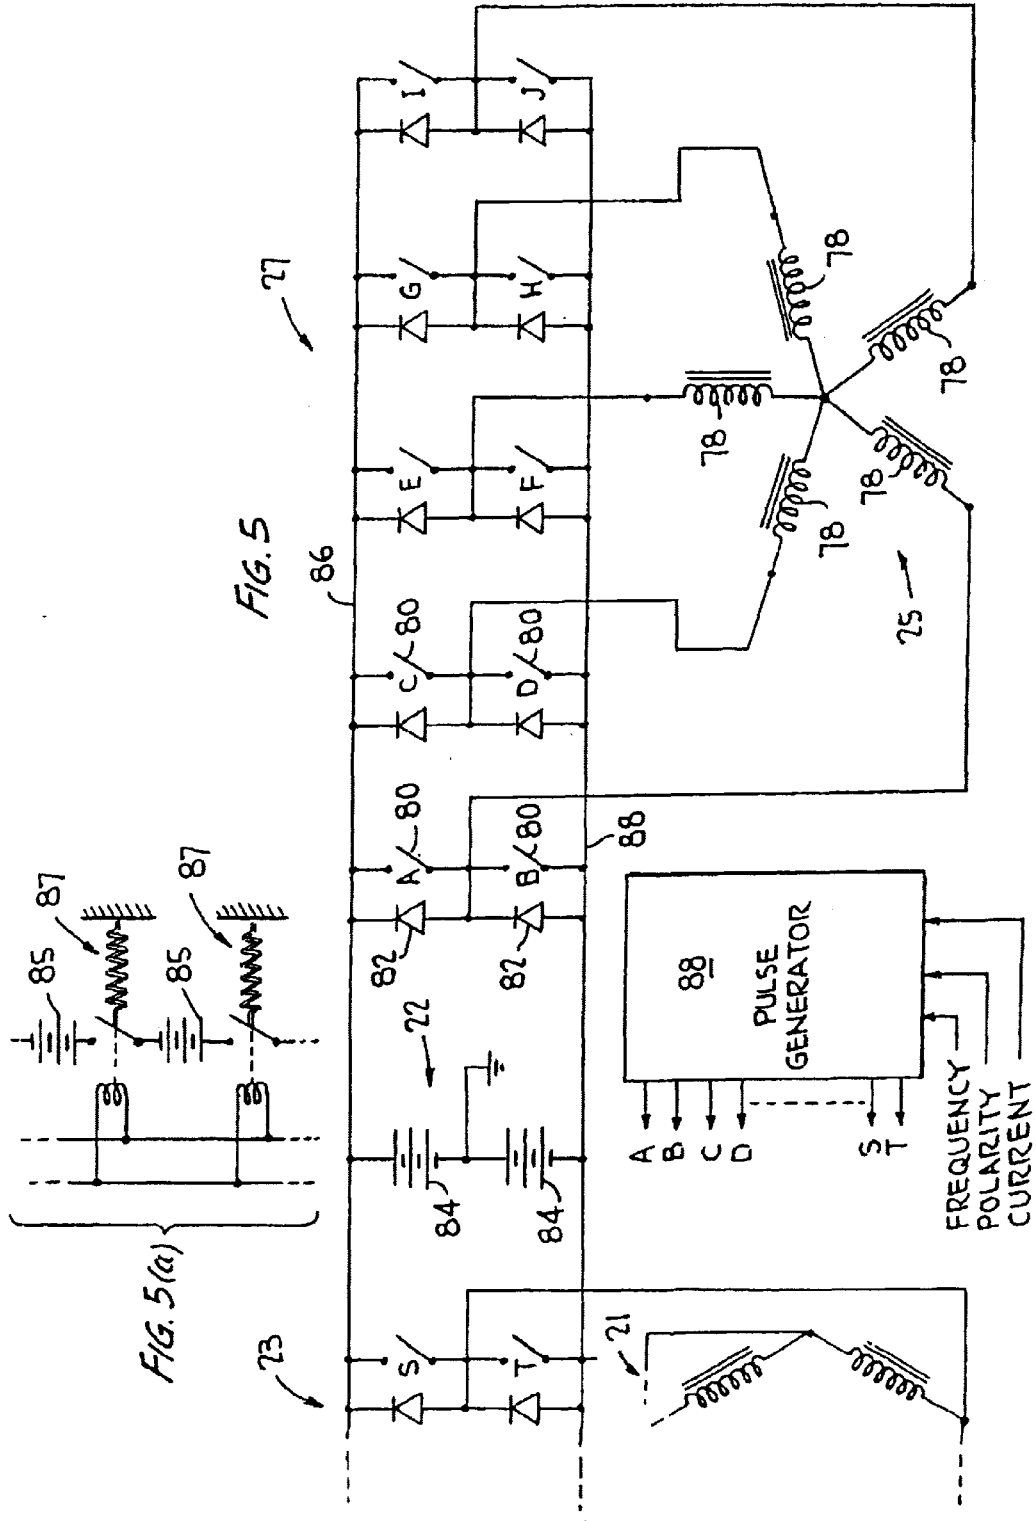 FIG. 5(a)
85
87
85
87
FIG. 5
23
22
86
27
S
A
80
C
80
E
G
I
82
84
T
B
80
D
80
F
H
J
82
84
88
21
A
B
C
D
S
T
88
PULSE
GENERATOR
FREQUENCY
POLARITY
CURRENT
78
78
78
78
78
25